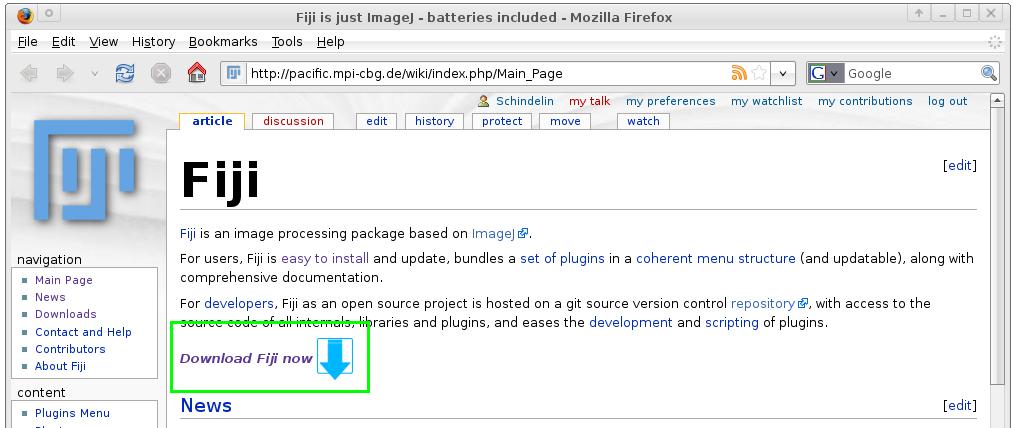 Fiji is just ImageJ - batteries included - Mozilla Firefox
File Edit View History Bookmarks Tools Help
http://pacific.mpi-cbg.de/wiki/index.php/Main_Page
G Google
Schindelin my talk my preferences my watchlist my contributions log out
article discussion edit history protect move watch
Fiji
[edit]
Fiji is an image processing package based on ImageJ.
For users, Fiji is easy to install and update, bundles a set of plugins in a coherent menu structure (and updatable), along with
comprehensive documentation.
For developers, Fiji as an open source project is hosted on a git source version control repository, with access to the
source code of all internals, libraries and plugins, and eases the development and scripting of plugins.
Download Fiji now
News
[edit]
navigation
Main Page
News
Downloads
Contact and Help
Contributors
About Fiji
content
Plugins Menu